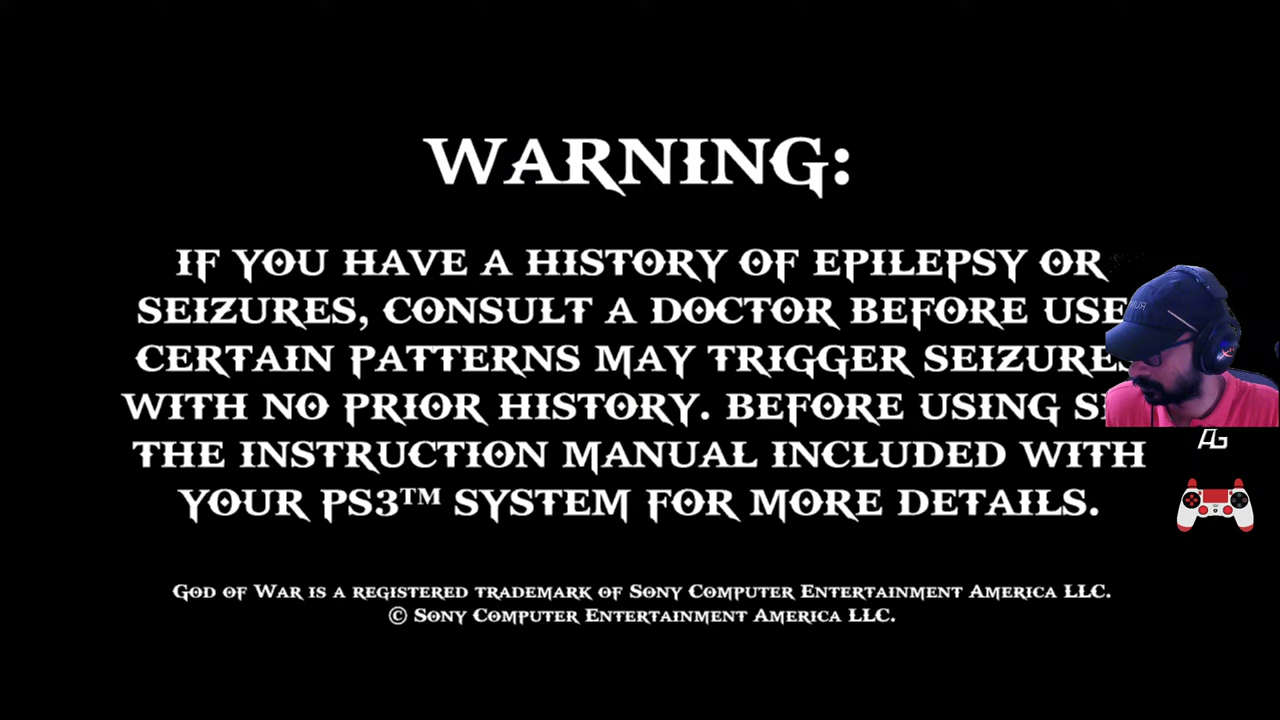 WARNING:
IF YOU HAVE A HISTORY OF EPILEPSY OR
SEIZURES, CONSULT A DOCTOR BEFORE USE
CERTAIN PATTERNS MAY TRIGGER SEIZURES
WITH NO PRIOR HISTORY. BEFORE USING
THE INSTRUCTION MANUAL INCLUDED WITH
YOUR PS3™ SYSTEM FOR MORE DETAILS.
GOD OF WAR IS A REGISTERED TRADEMARK OF SONY COMPUTER ENTERTAINMENT AMERICA LLC.
© SONY COMPUTER ENTERTAINMENT AMERICA LLC.
AG